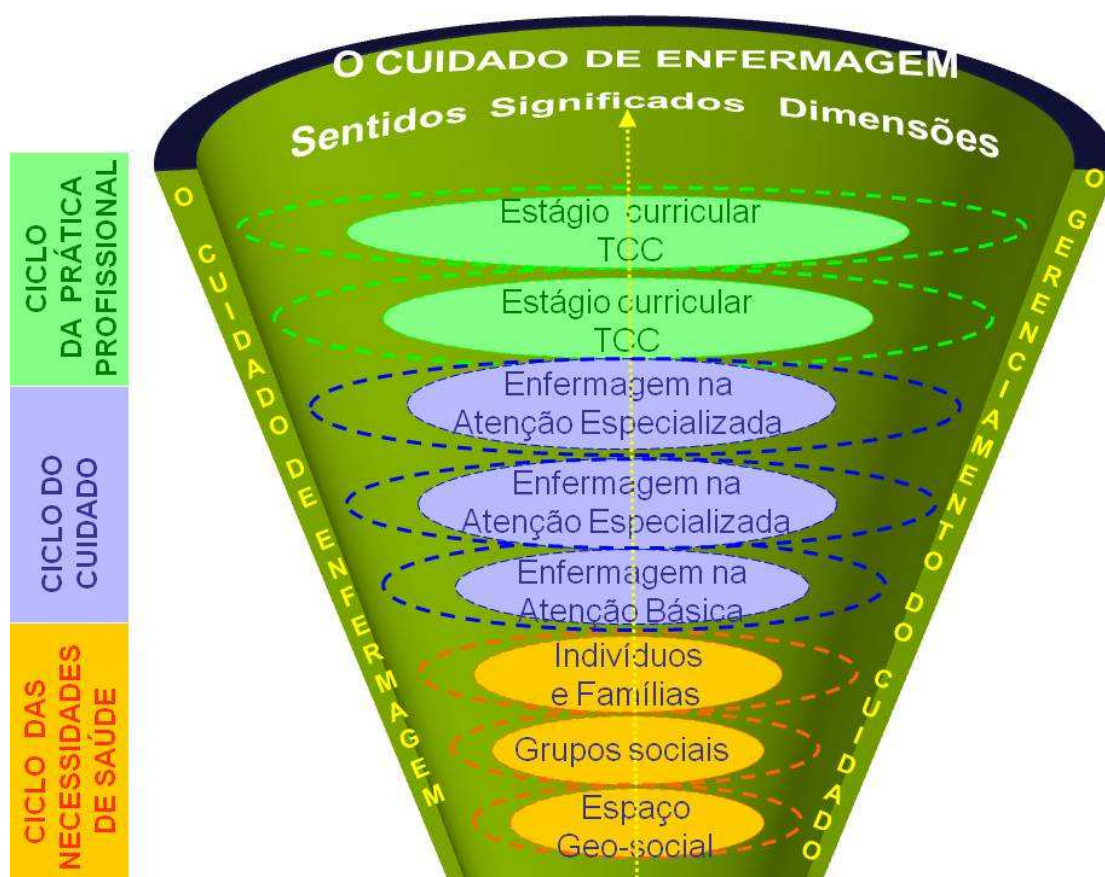 O CUIDADO DE ENFERMAGEM
Sentidos Significados Dimensões
CICLO
DA PRÁTICA
PROFISSIONAL
CICLO DO
CUIDADO
CICLO DAS
NECESSIDADES
DE SAÚDE
O CUIDADO DE ENFERMAGEM
Estágio curricular
TCC
Estágio curricular
TCC
Enfermagem na
Atenção Especializada
Enfermagem na
Atenção Especializada
Enfermagem na
Atenção Básica
Indivíduos
e Famílias
Grupos sociais
Espaço
Geo-social
O GERENCIAMENTO DO CUIDADO